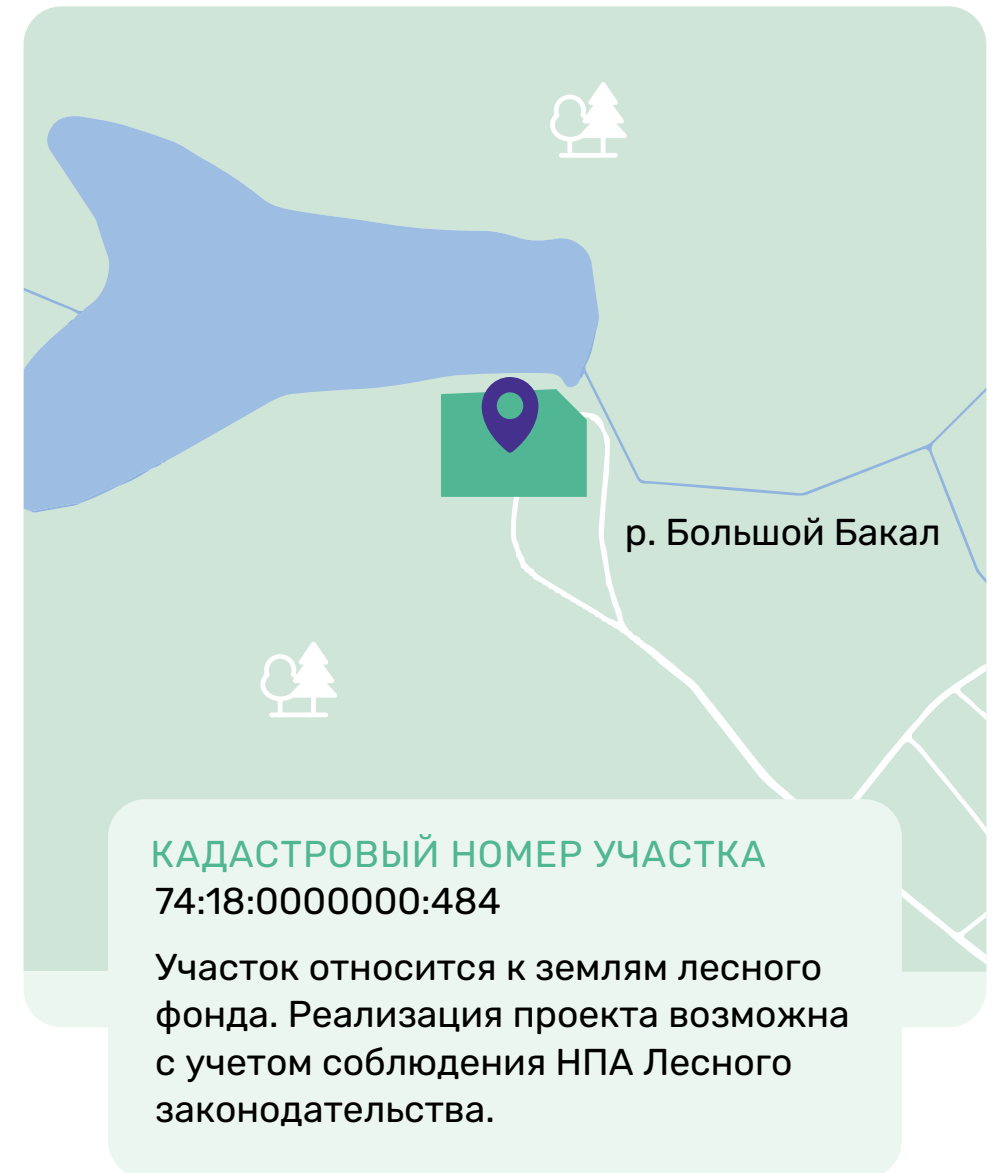 р. Большой Бакал
КАДАСТРОВЫЙ НОМЕР УЧАСТКА
74:18:0000000:484
Участок относится к землям лесного
фонда. Реализация проекта возможна
с учетом соблюдения НПА Лесного
законодательства.